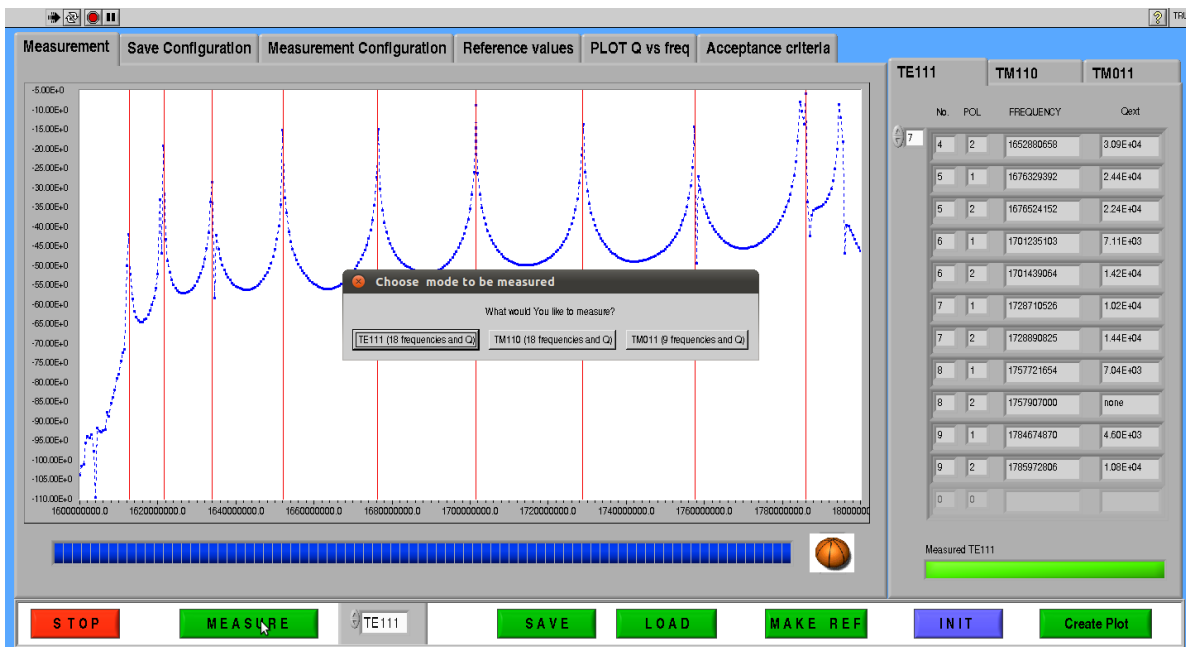 TRU
Measurement Save Configuration Measurement Configuration Reference values PLOT Q vs freq Acceptance criteria
TE111 TM110 TM011
-5.00E+0
-10.00E+0
-15.00E+0
-20.00E+0
-25.00E+0
-30.00E+0
-35.00E+0
-40.00E+0
-45.00E+0
-50.00E+0
-55.00E+0
-60.00E+0
-65.00E+0
-70.00E+0
-75.00E+0
-80.00E+0
-85.00E+0
-90.00E+0
-95.00E+0
-100.00E+0
-105.00E+0
-110.00E+0
1600000000.0 1620000000.0 1640000000.0 1660000000.0 1680000000.0 1700000000.0 1720000000.0 1740000000.0 1760000000.0 1780000000.0 18000000
Choose mode to be measured
What would You like to measure?
TE111 (18 frequencies and Q) TM110 (18 frequencies and Q) TM011 (9 frequencies and Q)
No. POL FREQUENCY Qext
7
4 2 1652880658 3.09E+04
5 1 1676329392 2.44E+04
5 2 1676524152 2.24E+04
6 1 1701235103 7.11E+03
6 2 1701439064 1.42E+04
7 1 1728710526 1.02E+04
7 2 1728890825 1.44E+04
8 1 1757721654 7.04E+03
8 2 1757907000 none
9 1 1784674870 4.60E+03
9 2 1785972806 1.08E+04
0 0
Measured TE111
STOP MEASURE TE111 SAVE LOAD MAKE REF INIT Create Plot